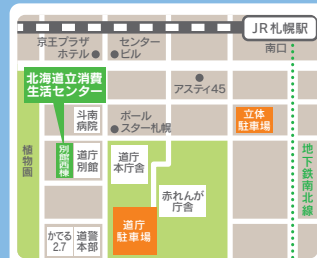 JR札幌駅
南口
京王プラザ
ホテル
センター
ビル
北海道立消費
生活センター
アスティ45
斗南
病院
ポール
スター札幌
立体
駐車場
植物園
別館西棟
道庁
別館
道庁
本庁舎
赤れんが
庁舎
地下鉄南北線
道庁
駐車場
かでる
2.7
道警
本部